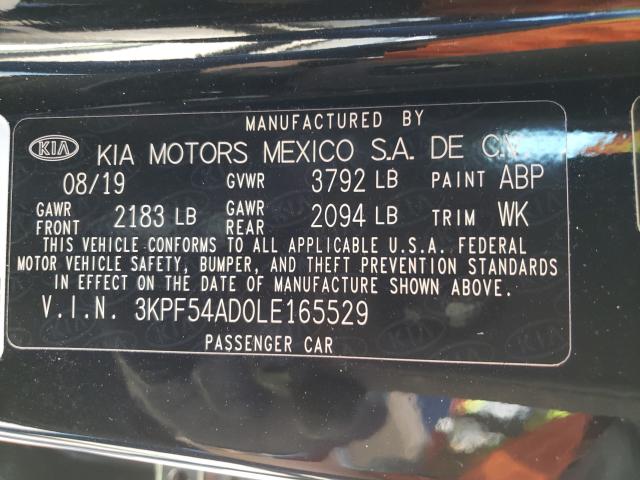 MANUFACTURED BY
KIA KIA MOTORS MEXICO S.A. DE C.V.
08/19 GVWR 3792 LB PAINT ABP
GAWR FRONT 2183 LB GAWR REAR 2094 LB TRIM WK
THIS VEHICLE CONFORMS TO ALL APPLICABLE U.S.A. FEDERAL
MOTOR VEHICLE SAFETY, BUMPER, AND THEFT PREVENTION STANDARDS
IN EFFECT ON THE DATE OF MANUFACTURE SHOWN ABOVE.
V.I.N. 3KPF54AD0LE165529
PASSENGER CAR